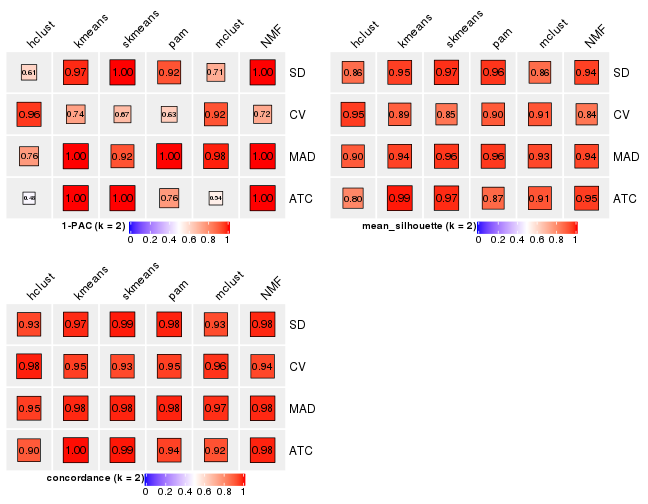 hclust kmeans skmeans pam mclust NMF
0.61 0.97 1.00 0.92 0.71 1.00 SD
0.96 0.74 0.67 0.63 0.92 0.72 CV
0.76 1.00 0.92 1.00 0.98 1.00 MAD
0.48 1.00 1.00 0.76 0.54 1.00 ATC
1-PAC (k = 2)
0 0.2 0.4 0.6 0.8 1
hclust kmeans skmeans pam mclust NMF
0.86 0.95 0.97 0.96 0.86 0.94 SD
0.95 0.89 0.85 0.90 0.91 0.84 CV
0.90 0.94 0.96 0.96 0.93 0.94 MAD
0.80 0.99 0.97 0.87 0.91 0.95 ATC
mean_silhouette (k = 2)
0 0.2 0.4 0.6 0.8 1
hclust kmeans skmeans pam mclust NMF
0.93 0.97 0.99 0.98 0.93 0.98 SD
0.98 0.95 0.93 0.95 0.96 0.94 CV
0.95 0.98 0.98 0.98 0.97 0.98 MAD
0.90 1.00 0.99 0.94 0.92 0.98 ATC
concordance (k = 2)
0 0.2 0.4 0.6 0.8 1